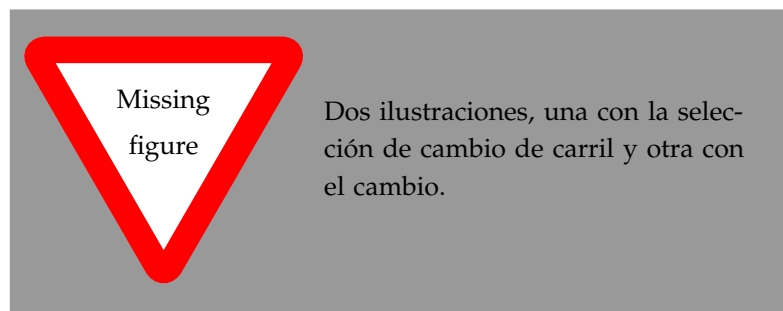 Missing
figure
Dos ilustraciones, una con la selec-
ción de cambio de carril y otra con
el cambio.